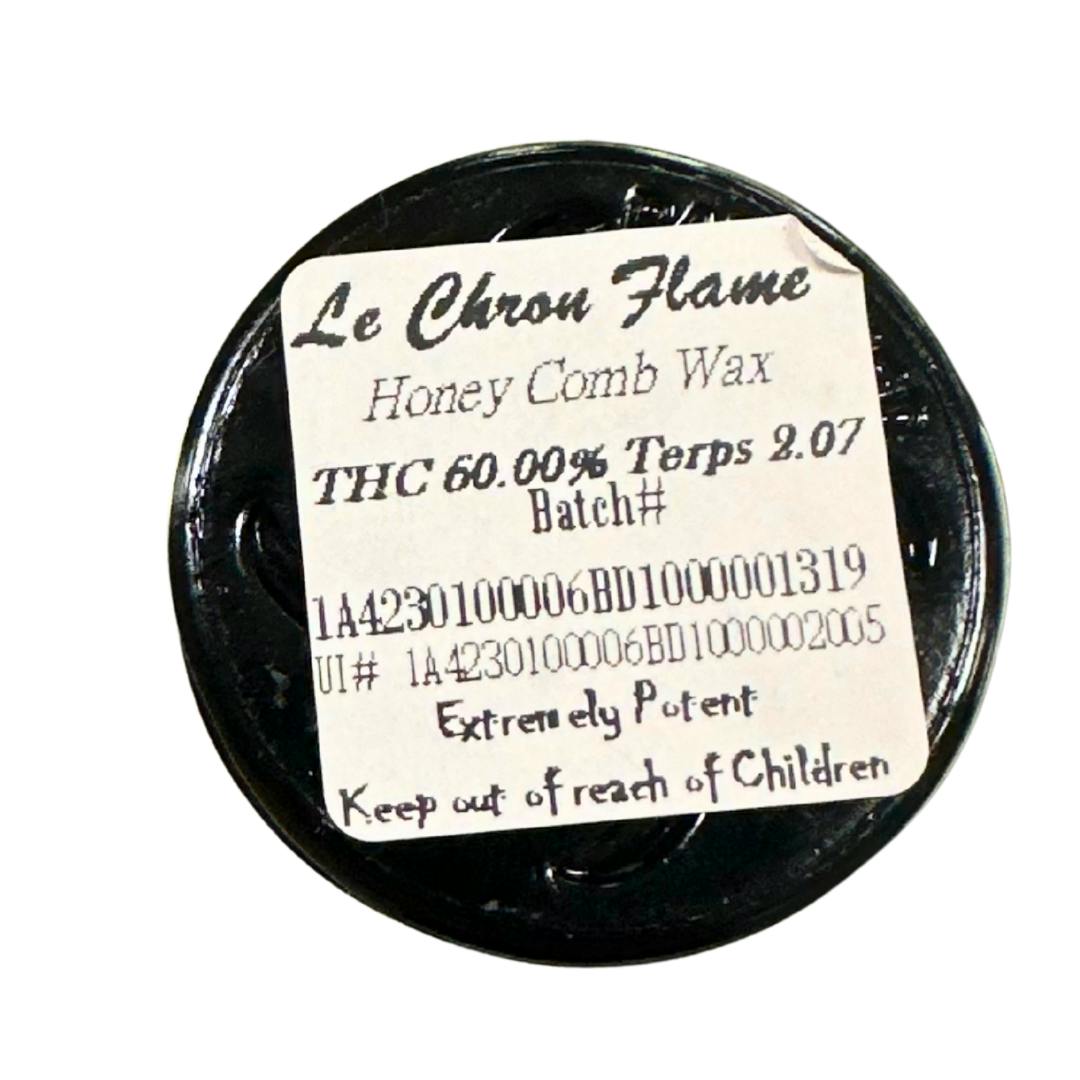 Le Chron Flame
Honey Comb Wax
THC 60.00% Terps 2.07
Batch#
1A4230100006BD1000001319
UI# 1A4230100006BD1000002005
Extremely Potent
Keep out of reach of Children